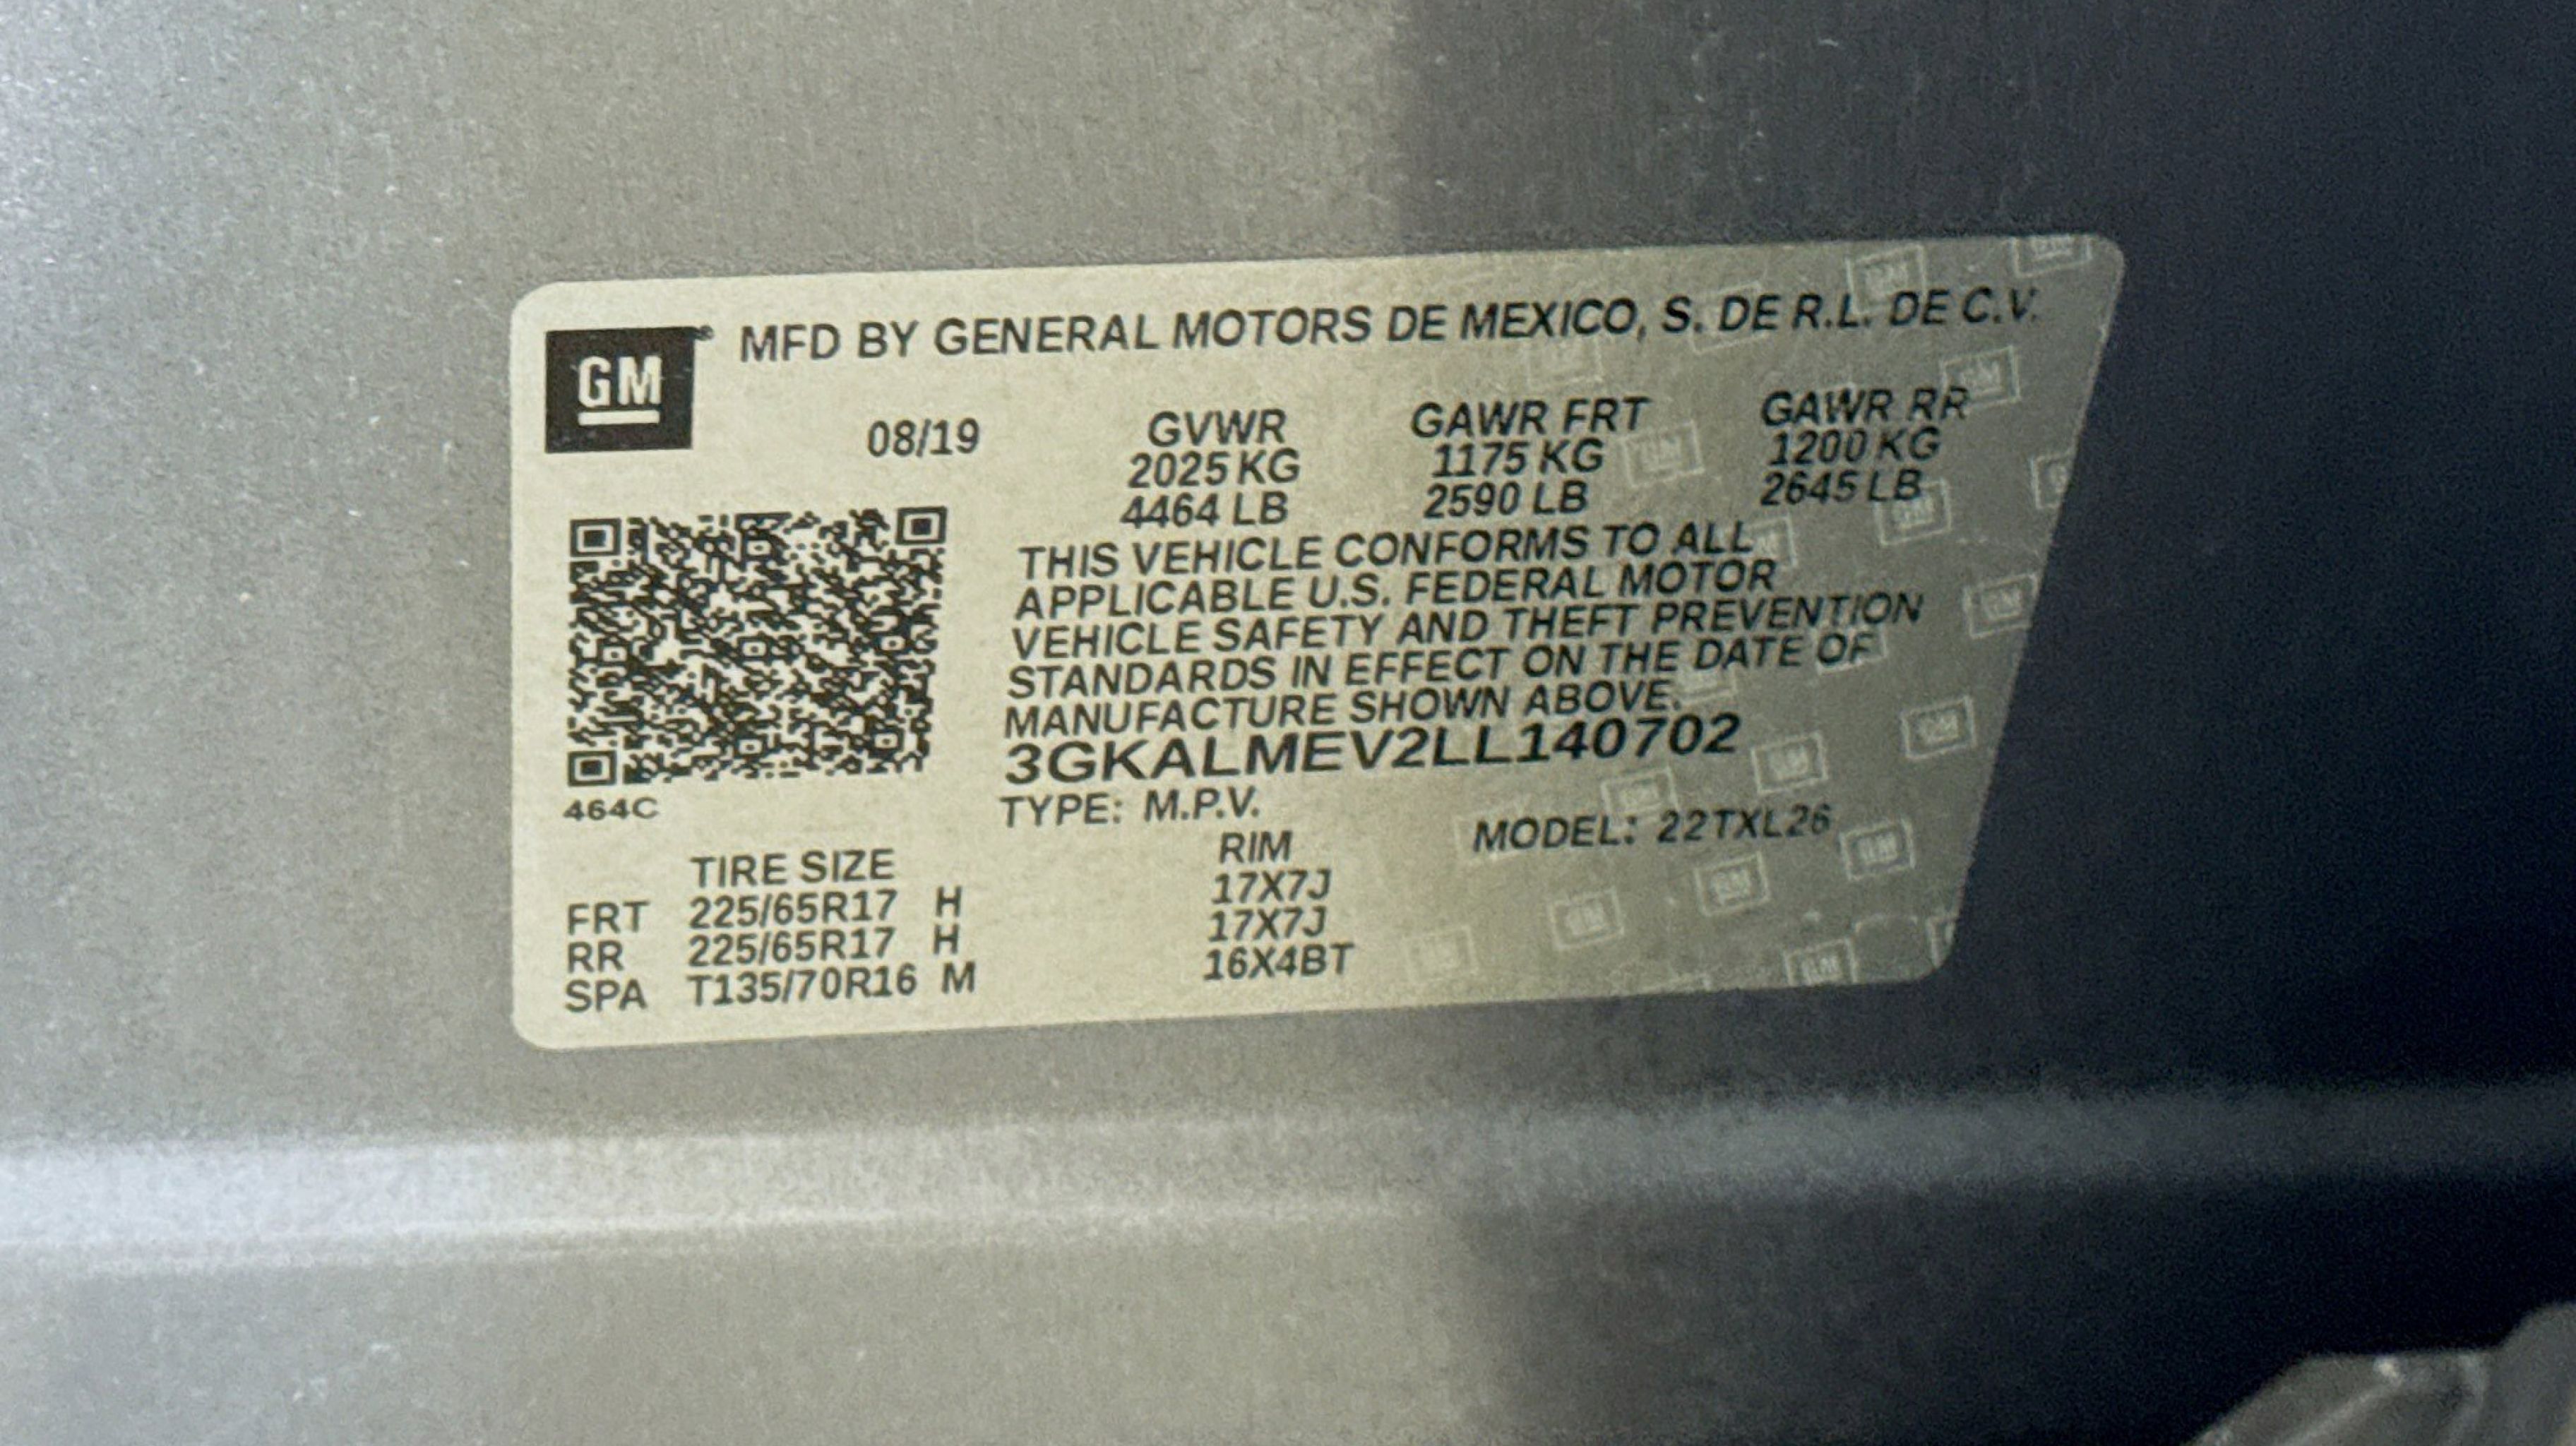 GM
MFD BY GENERAL MOTORS DE MEXICO, S. DE R.L. DE C.V.
08/19 GVWR GAWR FRT GAWR RR
2025 KG 1175 KG 1200 KG
4464 LB 2590 LB 2645 LB
THIS VEHICLE CONFORMS TO ALL
APPLICABLE U.S. FEDERAL MOTOR
VEHICLE SAFETY AND THEFT PREVENTION
STANDARDS IN EFFECT ON THE DATE OF
MANUFACTURE SHOWN ABOVE.
3GKALMEV2LL140702
464C
TYPE: M.P.V. MODEL: 22TXL26
TIRE SIZE RIM
FRT 225/65R17 H 17X7J
RR 225/65R17 H 17X7J
SPA T135/70R16 M 16X4BT